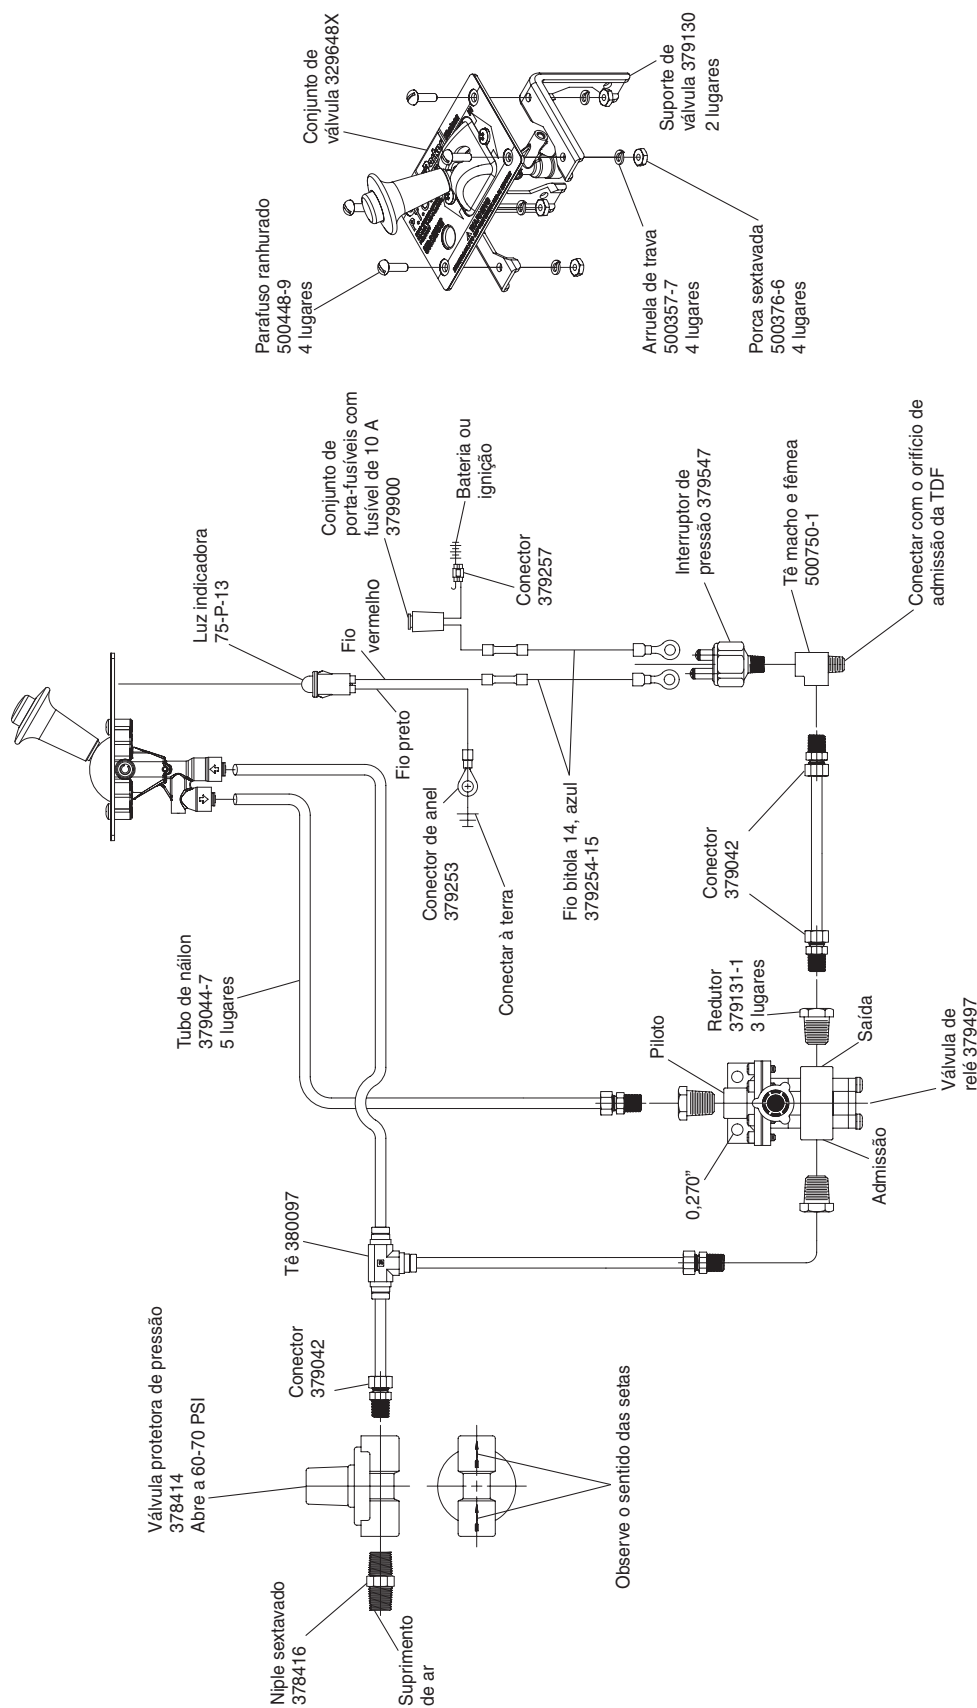 Niple sextavado
378416
Suprimento
de ar
Válvula protetora de pressão
378414
Abre a 60-70 PSI
Observe o sentido das setas
Conector
379042
Tê 380097
Tubo de náilon
379044-7
5 lugares
Luz indicadora
75-P-13
Fio
vermelho
Fio preto
Conector de anel
379253
Conectar à terra
Conjunto de
porta-fusíveis com
fusível de 10 A
379900
Bateria ou
ignição
Conector
379257
Fio bitola 14, azul
379254-15
Interruptor de
pressão 379547
Tê macho e fêmea
500750-1
Conectar com o orifício de
admissão da TDF
Conector
379042
Redutor
379131-1
3 lugares
Piloto
0,270”
Saída
Admissão
Válvula de
relé 379497
Parafuso ranhurado
500448-9
4 lugares
Conjunto de
válvula 329648X
Suporte de
válvula 379130
2 lugares
Arruela de trava
500357-7
4 lugares
Porca sextavada
500376-6
4 lugares